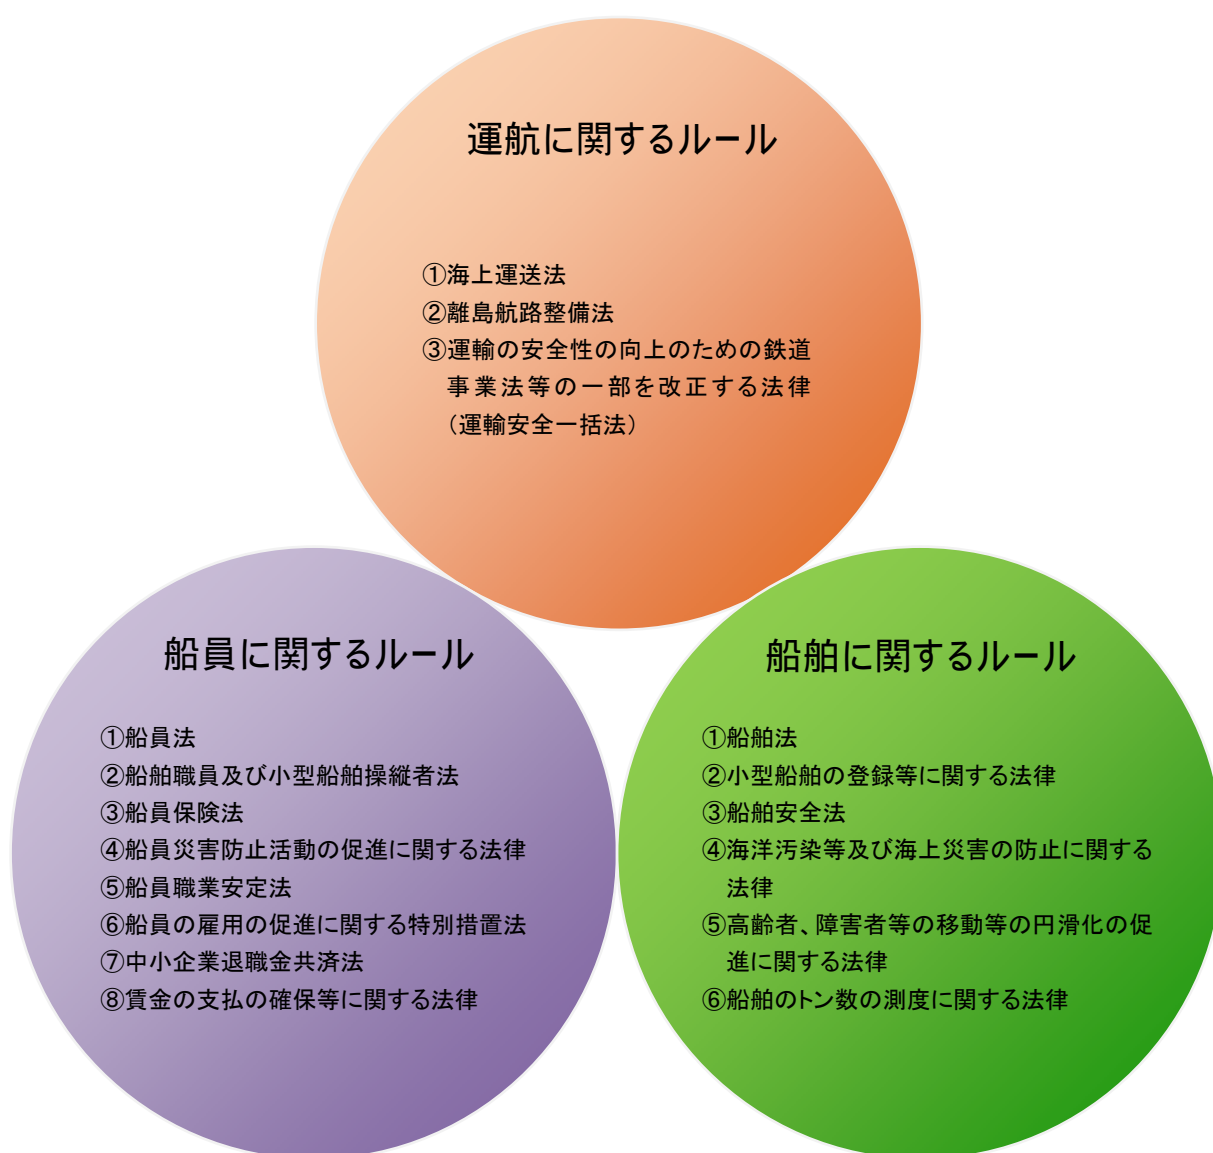 運航に関するルール
①海上運送法
②離島航路整備法
③運輸の安全性の向上のための鉄道
事業法等の一部を改正する法律
（運輸安全一括法）
船員に関するルール
①船員法
②船舶職員及び小型船舶操縦者法
③船員保険法
④船員災害防止活動の促進に関する法律
⑤船員職業安定法
⑥船員の雇用の促進に関する特別措置法
⑦中小企業退職金共済法
⑧賃金の支払の確保等に関する法律
船舶に関するルール
①船舶法
②小型船舶の登録等に関する法律
③船舶安全法
④海洋汚染等及び海上災害の防止に関する
法律
⑤高齢者、障害者等の移動等の円滑化の促
進に関する法律
⑥船舶のトン数の測度に関する法律